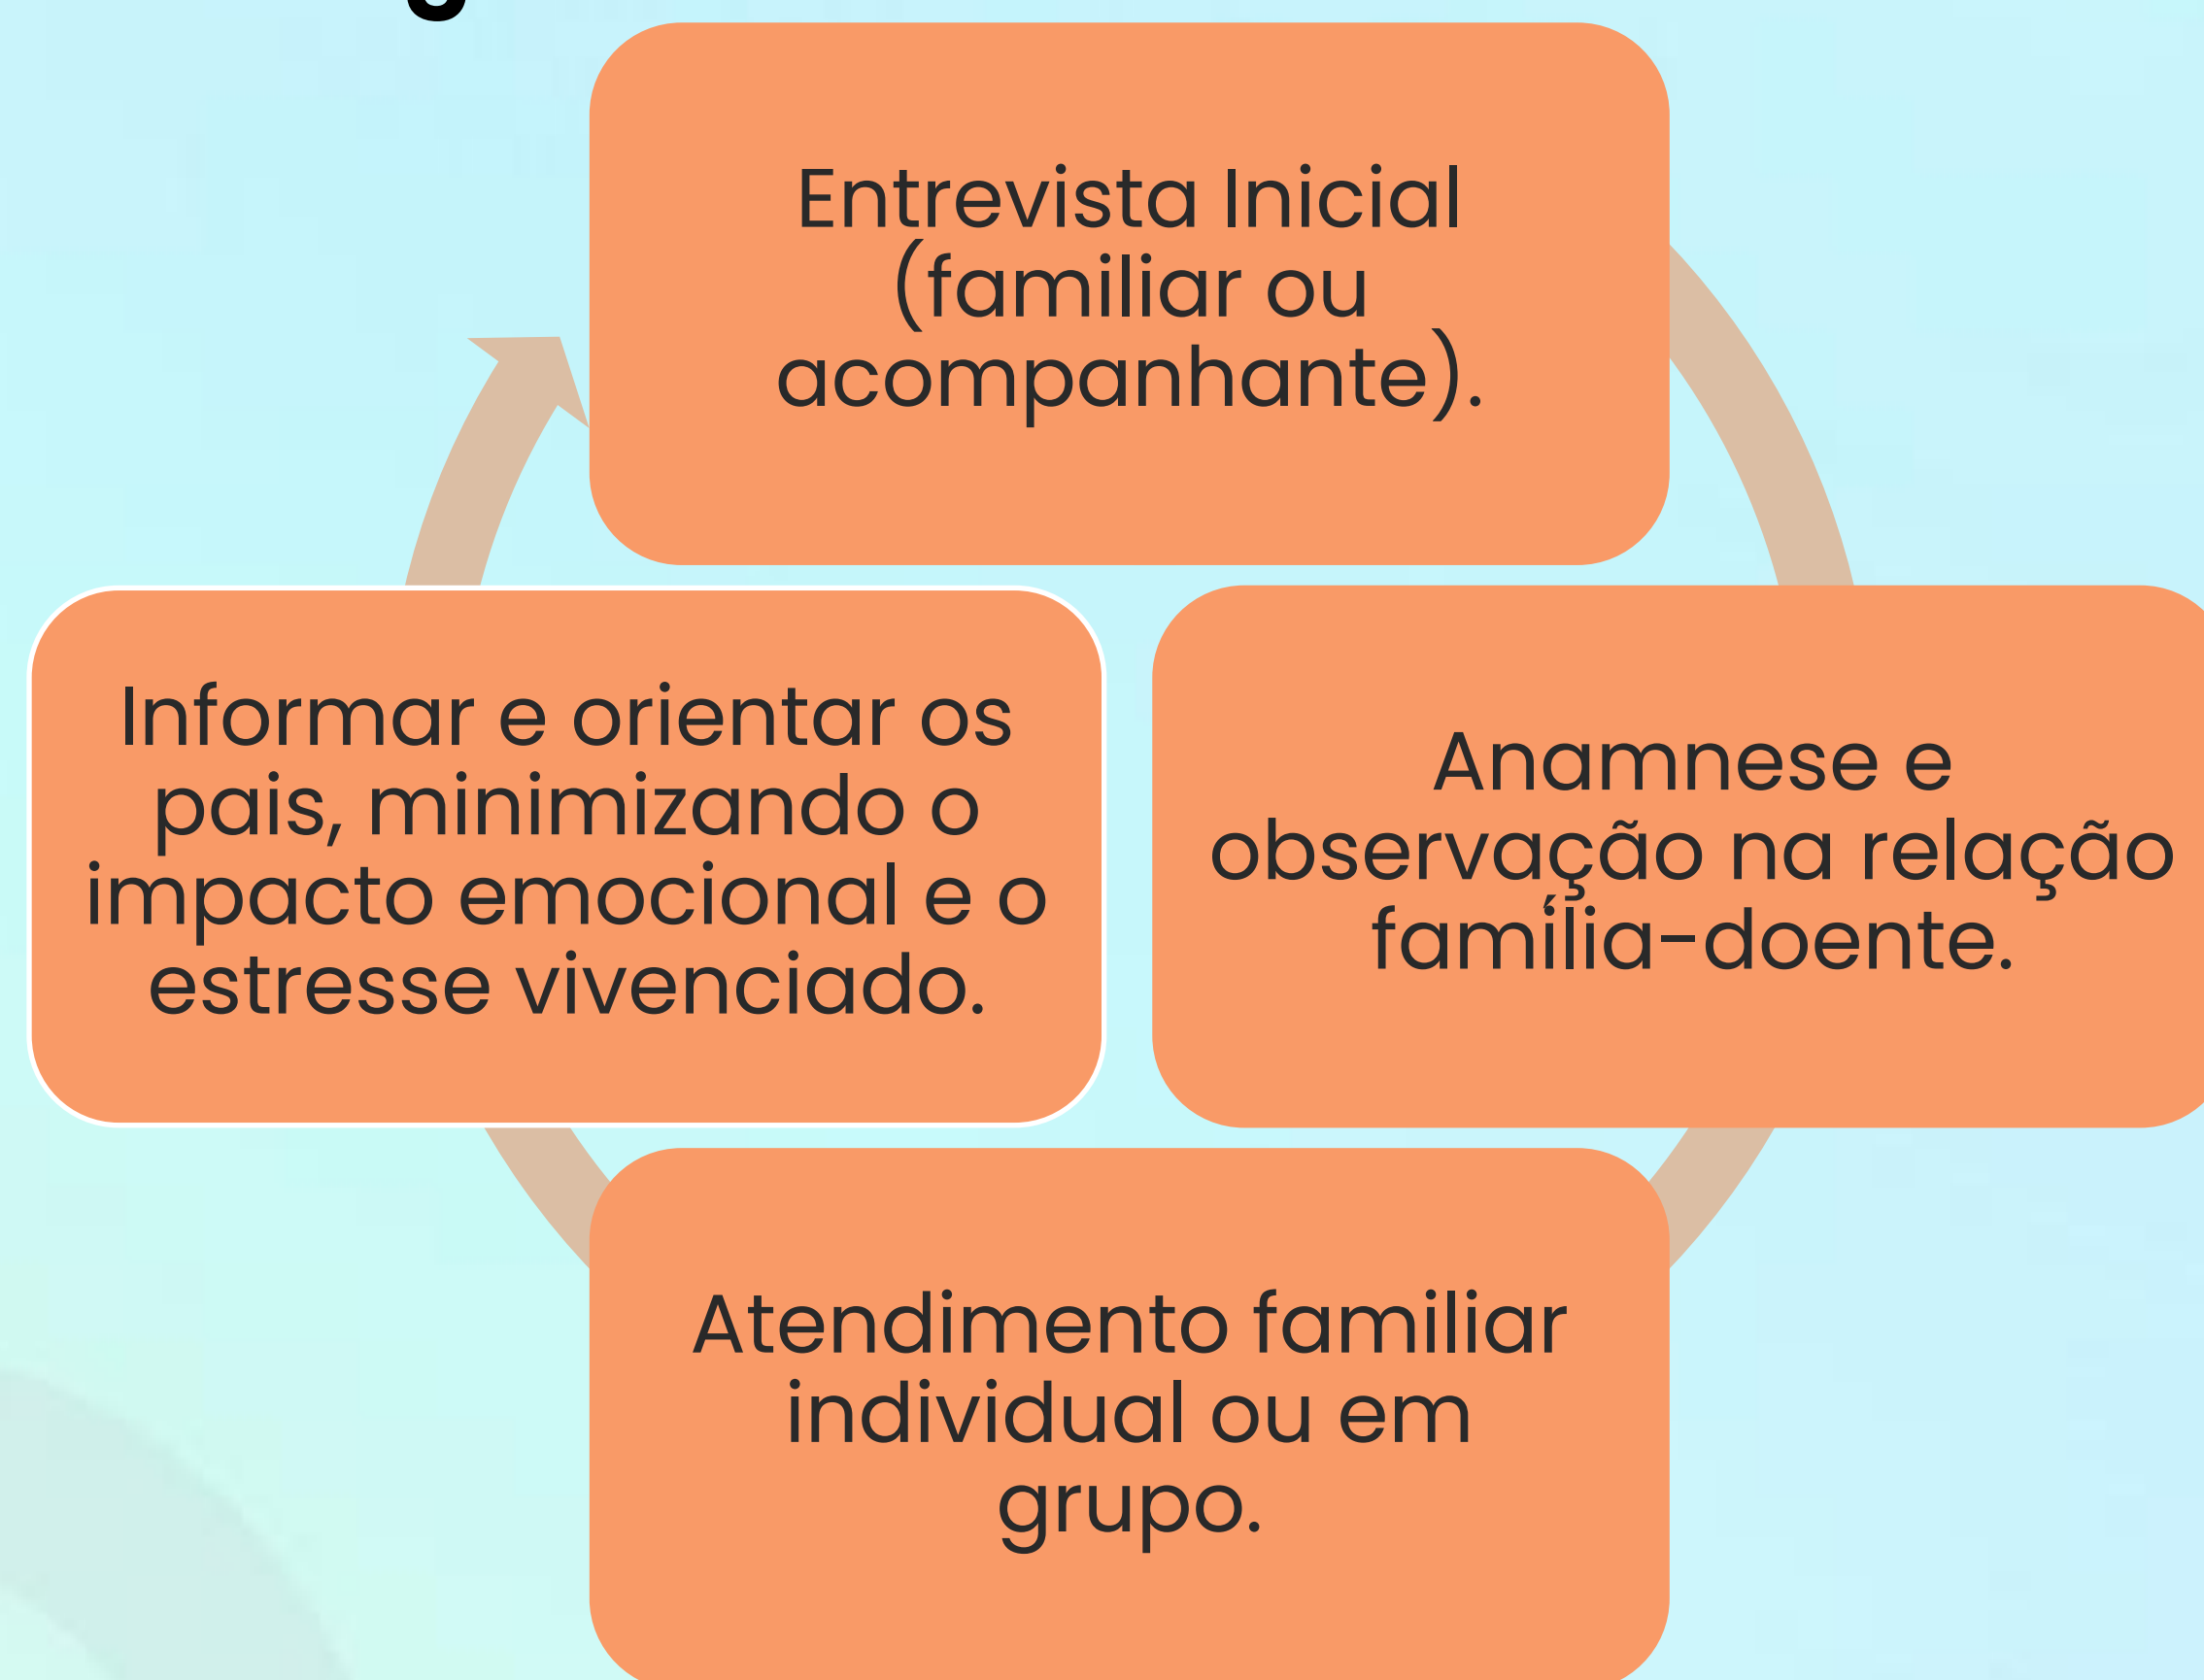 Entrevista Inicial
(familiar ou
acompanhante).
Anamnese e
observação na relação
família-doente.
Atendimento familiar
individual ou em
grupo.
Informar e orientar os
pais, minimizando o
impacto emocional e o
estresse vivenciado.